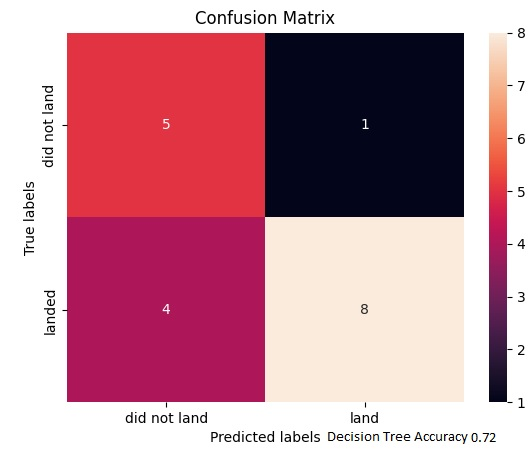 Confusion Matrix
True labels
did not land
landed
5
1
4
8
did not land
land
Predicted labels Decision Tree Accuracy 0.72
8
7
6
5
4
3
2
1